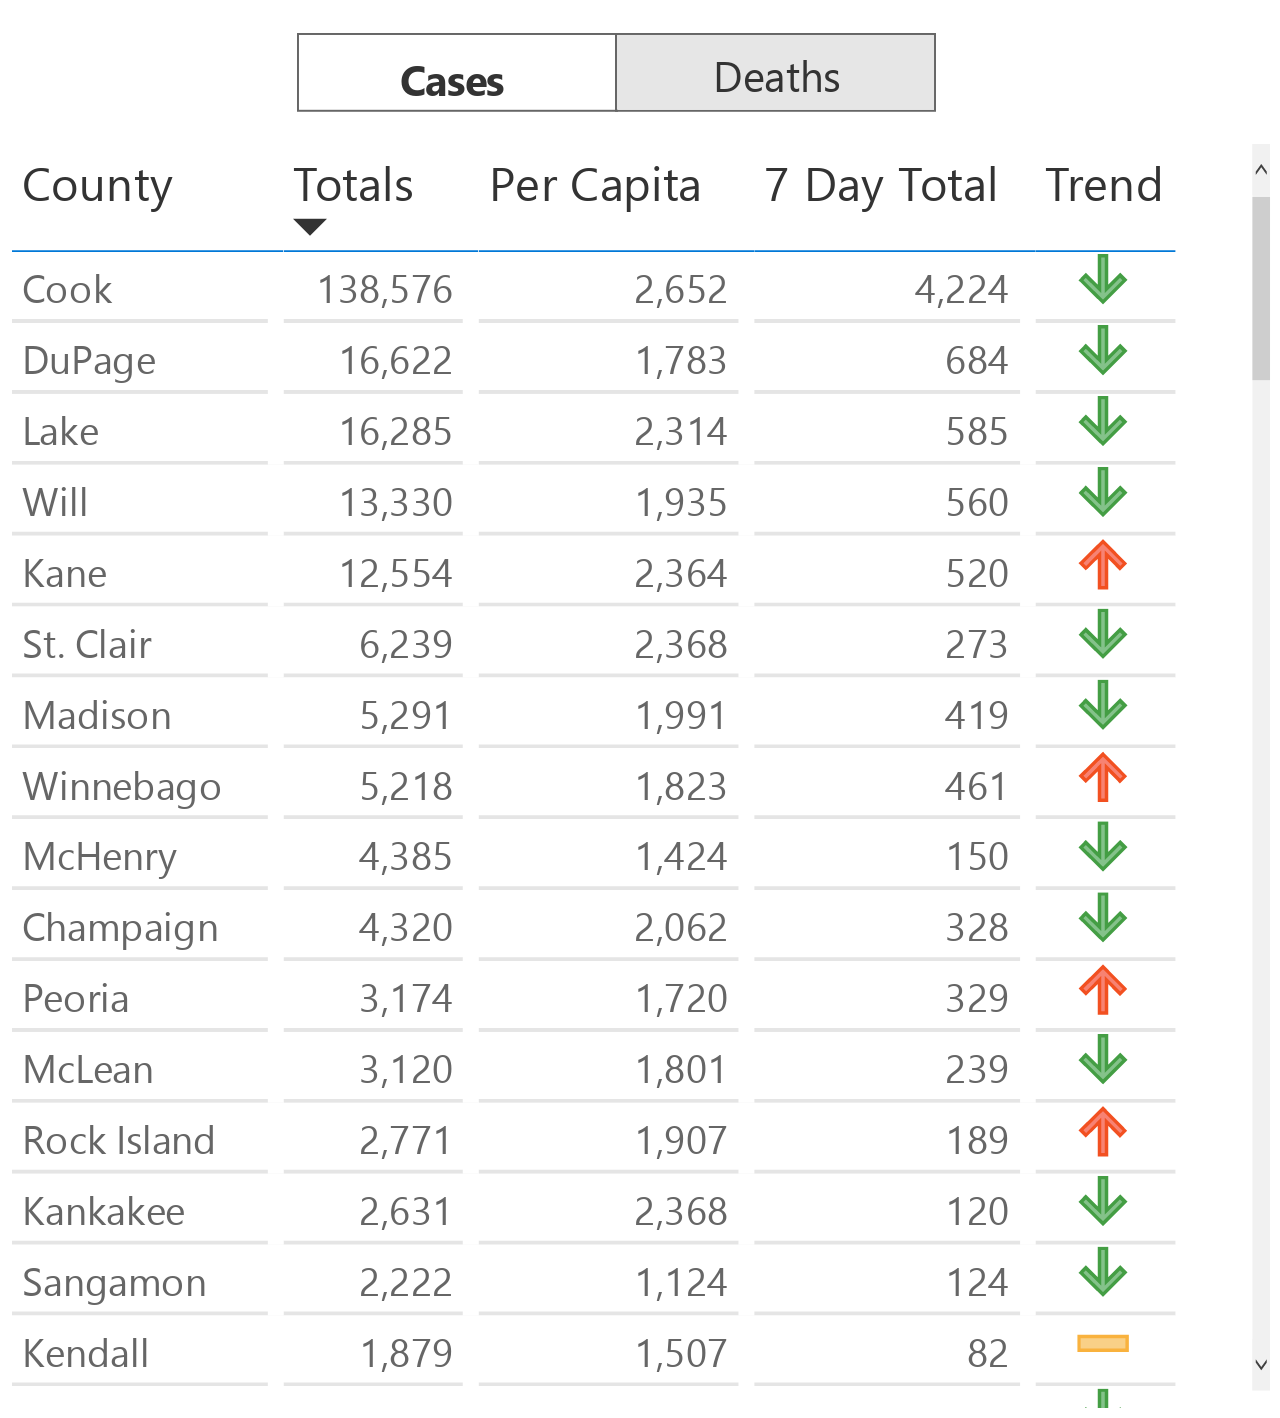 Cases Deaths
County Totals Per Capita 7 Day Total Trend
Cook 138,576 2,652 4,224
DuPage 16,622 1,783 684
Lake 16,285 2,314 585
Will 13,330 1,935 560
Kane 12,554 2,364 520
St. Clair 6,239 2,368 273
Madison 5,291 1,991 419
Winnebago 5,218 1,823 461
McHenry 4,385 1,424 150
Champaign 4,320 2,062 328
Peoria 3,174 1,720 329
McLean 3,120 1,801 239
Rock Island 2,771 1,907 189
Kankakee 2,631 2,368 120
Sangamon 2,222 1,124 124
Kendall 1,879 1,507 82